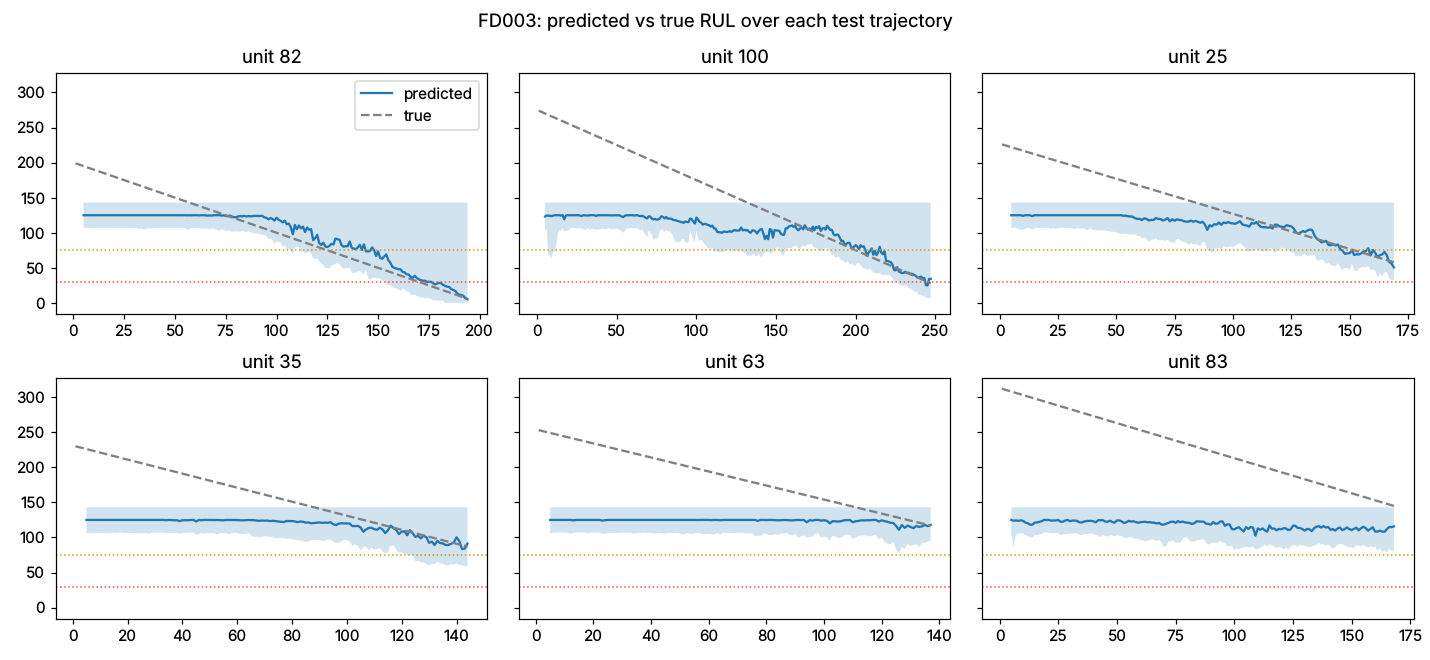 FD003: predicted vs true RUL over each test trajectory
unit 82
unit 100
unit 25
predicted
true
300
250
200
150
100
50
0
0 25 50 75 100 125 150 175 200
0 50 100 150 200 250
0 25 50 75 100 125 150 175
unit 35
unit 63
unit 83
300
250
200
150
100
50
0
0 20 40 60 80 100 120 140
0 20 40 60 80 100 120 140
0 25 50 75 100 125 150 175